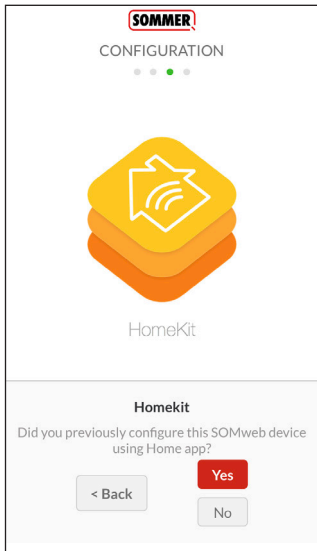 SOMMER
CONFIGURATION
HomeKit
Homekit
Did you previously configure this SOMweb device
using Home app?
Yes
< Back
No